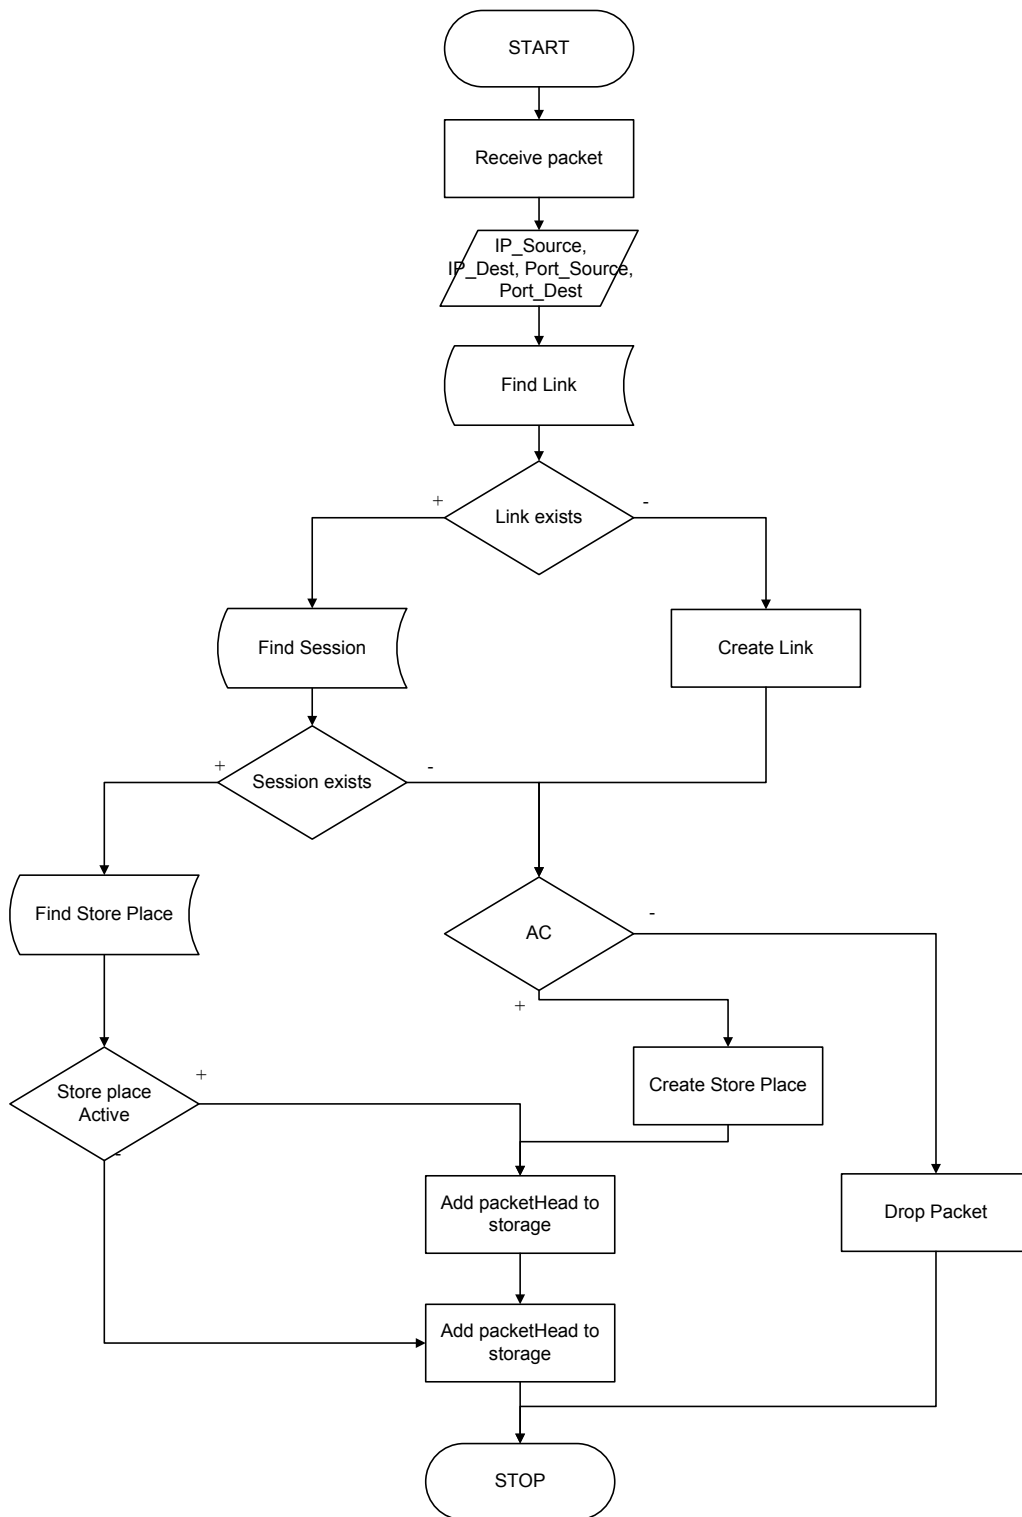 START
Receive packet
IP_Source,
IP_Dest, Port_Source,
Port_Dest
Find Link
+
-
Link exists
Find Session
Create Link
+
-
Session exists
Find Store Place
-
AC
+
Create Store Place
Store place
Active
+
-
Add packetHead to
storage
Drop Packet
Add packetHead to
storage
STOP